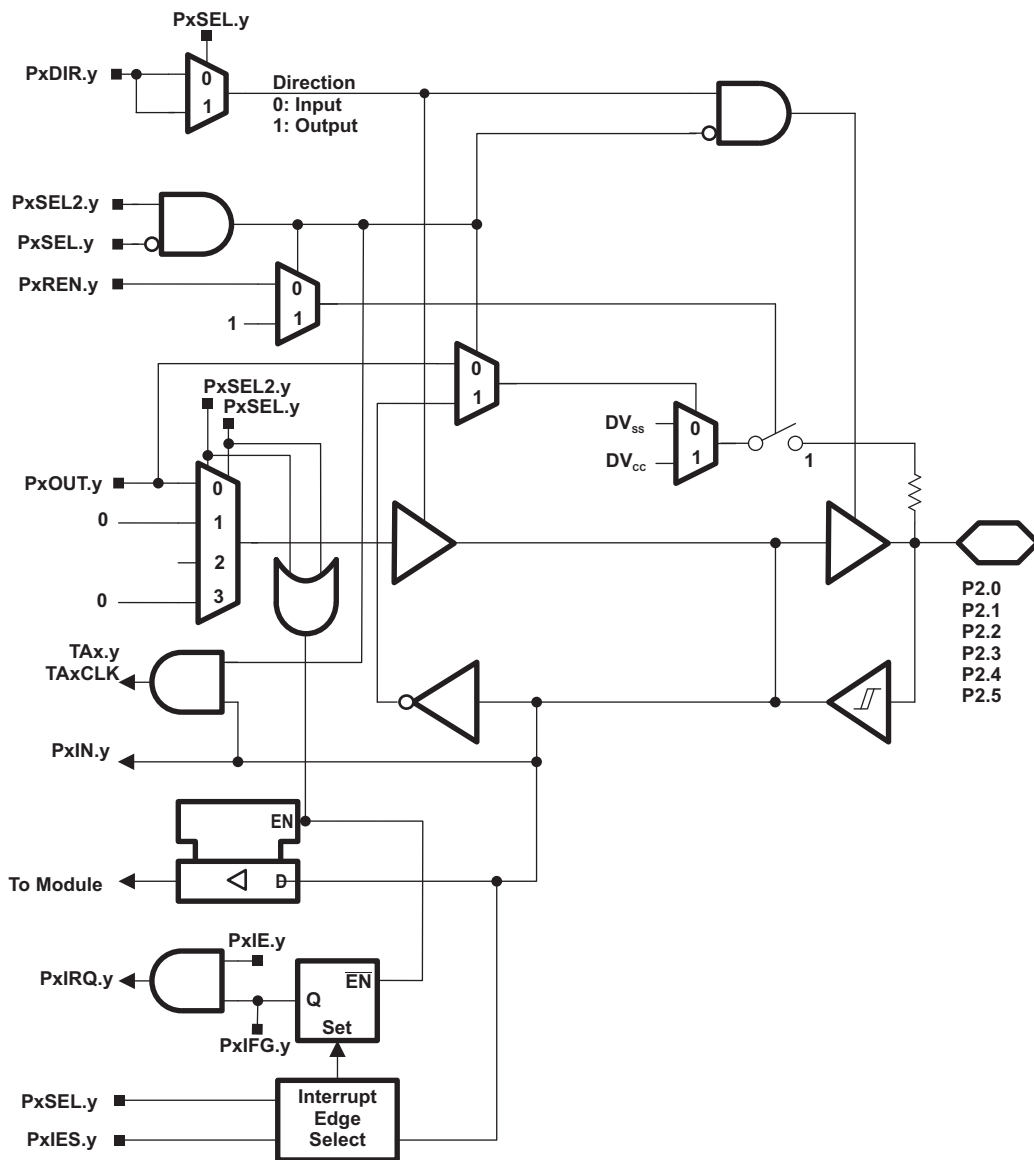 PxSEL.y
PxDIR.y
0
1
Direction
0: Input
1: Output
PxSEL2.y
PxSEL.y
PxREN.y
0
1
1
0
1
PxSEL2.y
PxSEL.y
DVSS
0
DVCC
1
1
PxOUT.y
0
0
1
2
0
3
P2.0
P2.1
P2.2
P2.3
P2.4
P2.5
TAx.y
TAxCLK
PxIN.y
EN
To Module
D
PxIE.y
PxIRQ.y
EN
Q
Set
PxIFG.y
PxSEL.y
PxIES.y
Interrupt
Edge
Select